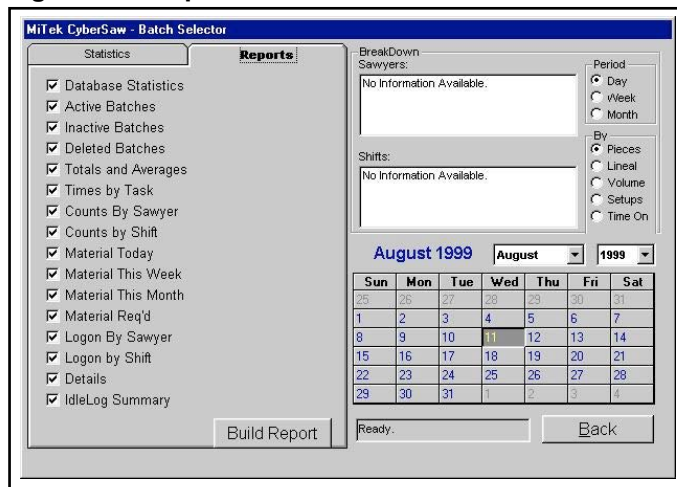 MiTek CyberSaw - Batch Selector
Statistics
Reports
Database Statistics
Active Batches
Inactive Batches
Deleted Batches
Totals and Averages
Times by Task
Counts By Sawyer
Counts by Shift
Material Today
Material This Week
Material This Month
Material Req'd
Logon By Sawyer
Logon by Shift
Details
IdleLog Summary
Build Report
BreakDown
Sawyers:
No Information Available.
Shifts:
No Information Available.
Period
Day
Week
Month
By
Pieces
Lineal
Volume
Setups
Time On
August 1999
August
1999
Sun Mon Tue Wed Thu Fri Sat
25 26 27 28 29 30 31
1 2 3 4 5 6 7
8 9 10 11 12 13 14
15 16 17 18 19 20 21
22 23 24 25 26 27 28
29 30 31 1 2 3 4
Ready.
Back